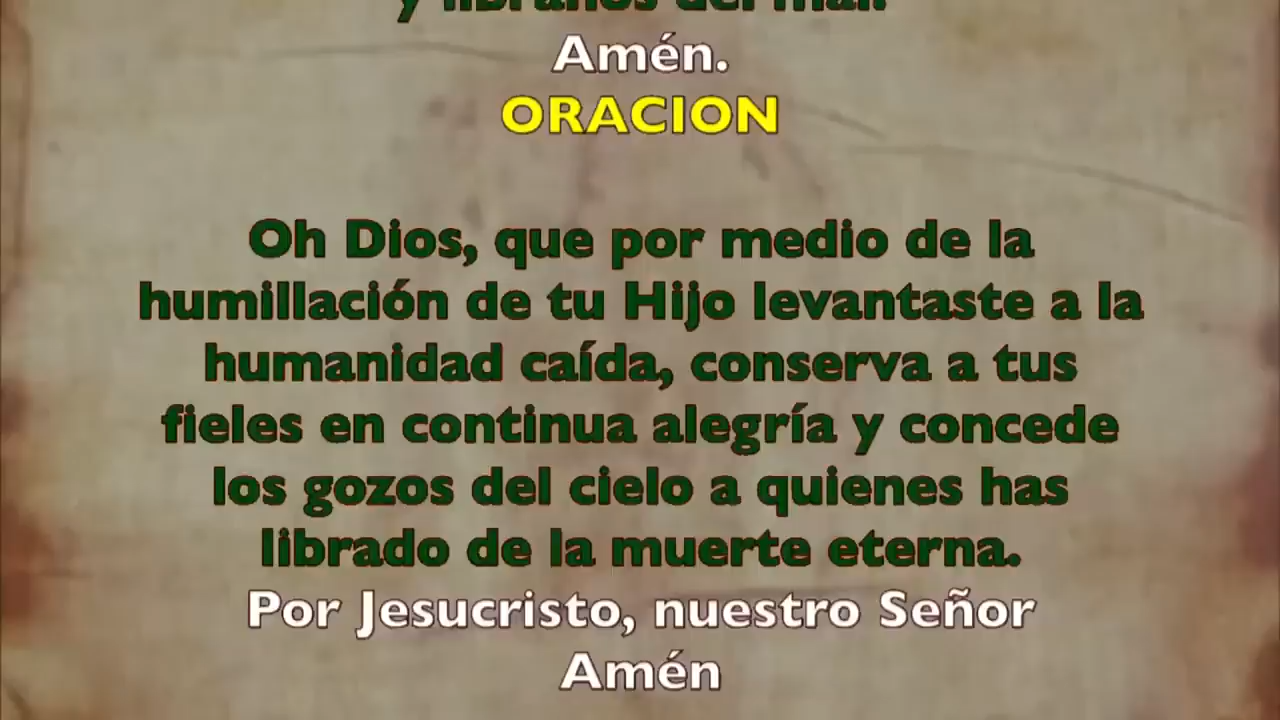 y líbranos del mal.
Amén.
ORACION
Oh Dios, que por medio de la
humillación de tu Hijo levantaste a la
humanidad caída, conserva a tus
fieles en continua alegría y concede
los gozos del cielo a quienes has
librado de la muerte eterna.
Por Jesucristo, nuestro Señor
Amén